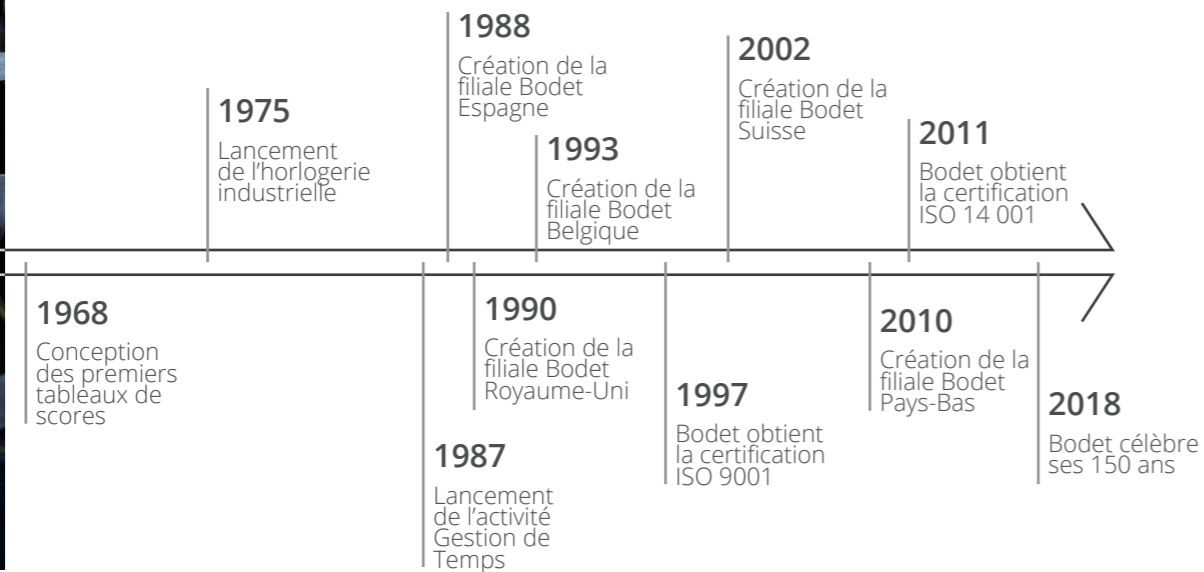 1968
Conception
des premiers
tableaux de
scores
1975
Lancement
de l'horlogerie
industrielle
1987
Lancement
de l'activité
Gestion de
Temps
1988
Création de la
filiale Bodet
Espagne
1990
Création de la
filiale Bodet
Royaume-Uni
1993
Création de la
filiale Bodet
Belgique
1997
Bodet obtient
la certification
ISO 9001
2002
Création de la
filiale Bodet
Suisse
2010
Création de la
filiale Bodet
Pays-Bas
2011
Bodet obtient
la certification
ISO 14 001
2018
Bodet célèbre
ses 150 ans